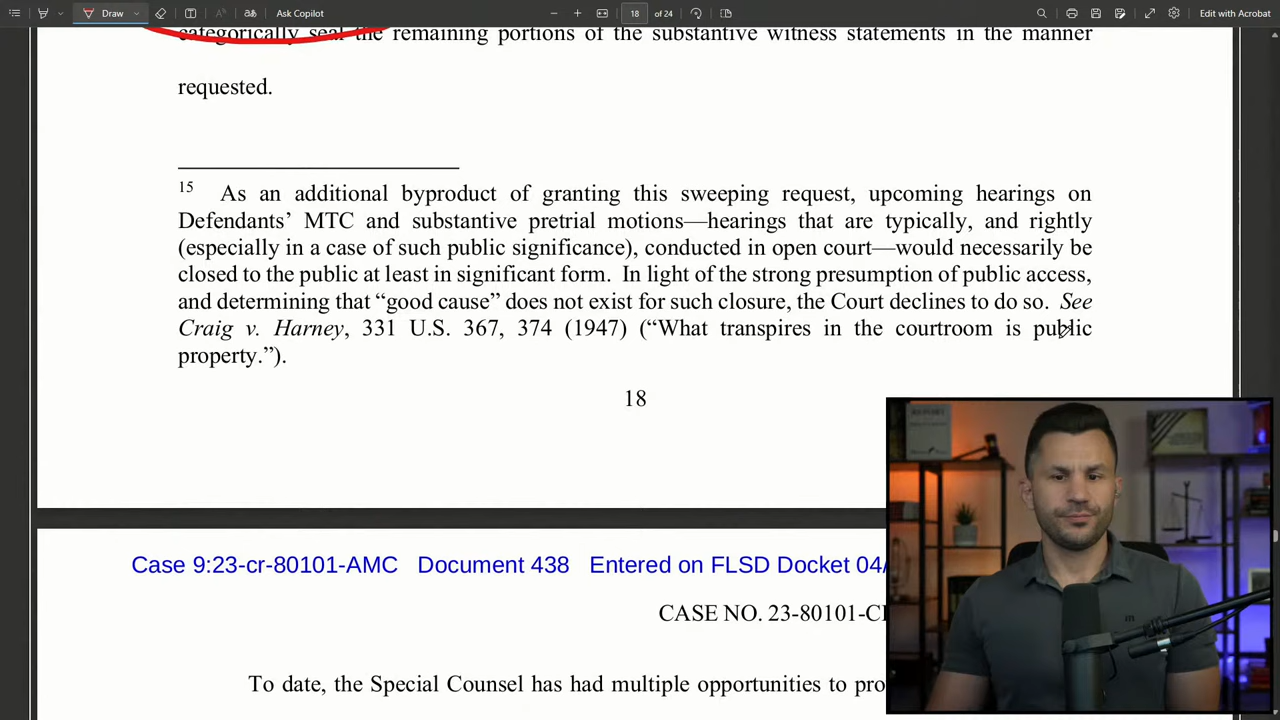 Draw
Ask Copilot
18 of 24
Edit with Acrobat
categorically seal the remaining portions of the substantive witness statements in the manner
requested.
15 As an additional byproduct of granting this sweeping request, upcoming hearings on
Defendants’ MTC and substantive pretrial motions—hearings that are typically, and rightly
(especially in a case of such public significance), conducted in open court—would necessarily be
closed to the public at least in significant form. In light of the strong presumption of public access,
and determining that “good cause” does not exist for such closure, the Court declines to do so. See
Craig v. Harney, 331 U.S. 367, 374 (1947) (“What transpires in the courtroom is public
property.”).
18
Case 9:23-cr-80101-AMC Document 438 Entered on FLSD Docket 04/
CASE NO. 23-80101-C
To date, the Special Counsel has had multiple opportunities to pro
m